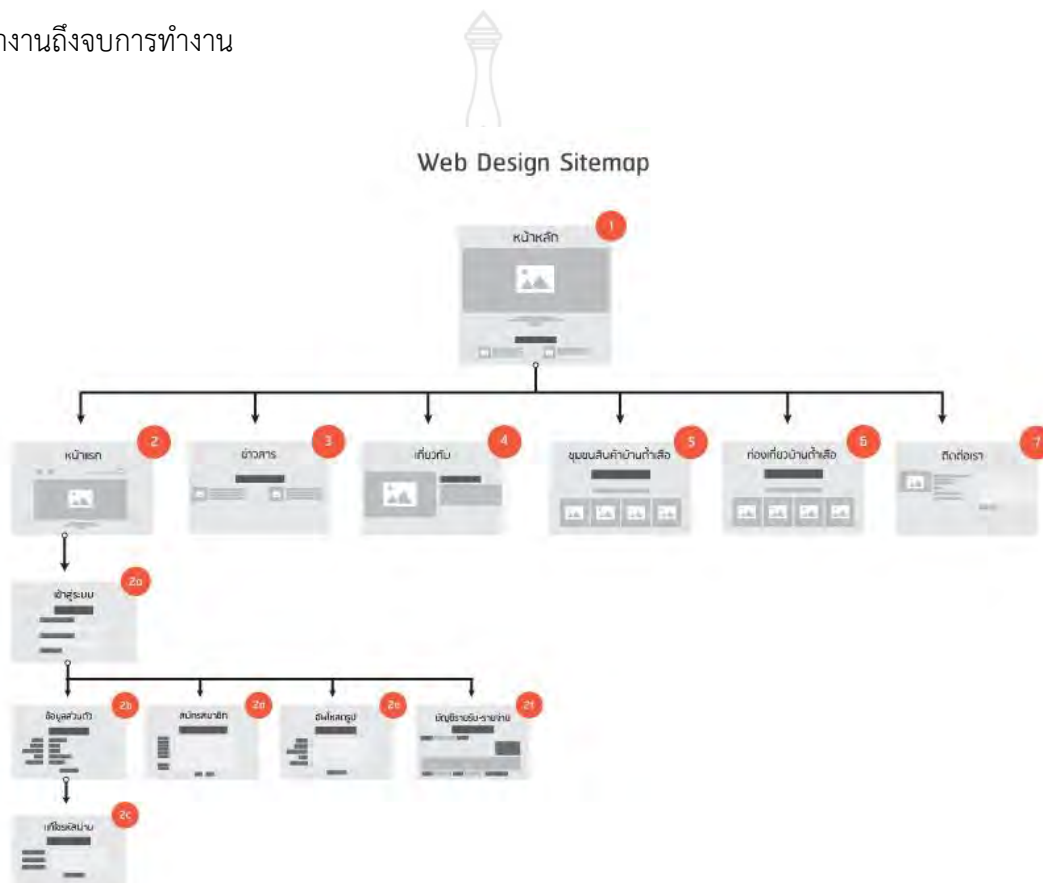 างานถึงจบการทำงาน
Web Design Sitemap
1
หน้าหลัก
2
หน้าแรก
3
ข่าวสาร
4
เกี่ยวกับ
5
ชุมชนสินค้าบ้านถ้ำเสือ
6
ท่องเที่ยวบ้านถ้ำเสือ
7
ติดต่อเรา
2a
เข้าสู่ระบบ
2b
ข้อมูลส่วนตัว
2d
สมัครสมาชิก
2e
อัพโหลดรูป
2f
บัญชีรายรับ-รายจ่าย
2c
แก้ไขรหัสผ่าน